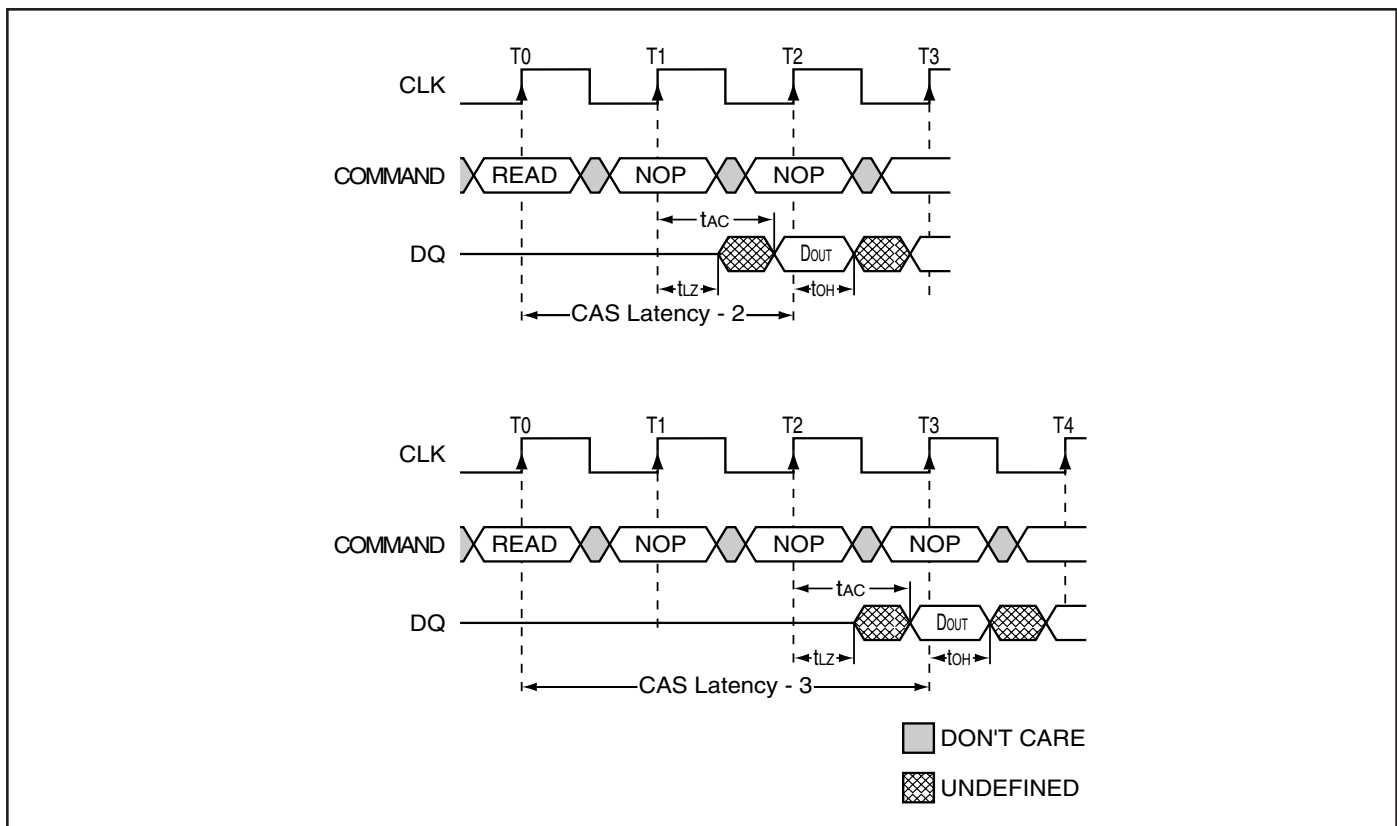 T0 T1 T2 T3
CLK
COMMAND READ NOP NOP
tAC
DQ DOUT
tLZ tOH
CAS Latency - 2
T0 T1 T2 T3 T4
CLK
COMMAND READ NOP NOP NOP
tAC
DQ DOUT
tLZ tOH
CAS Latency - 3
DON'T CARE
UNDEFINED